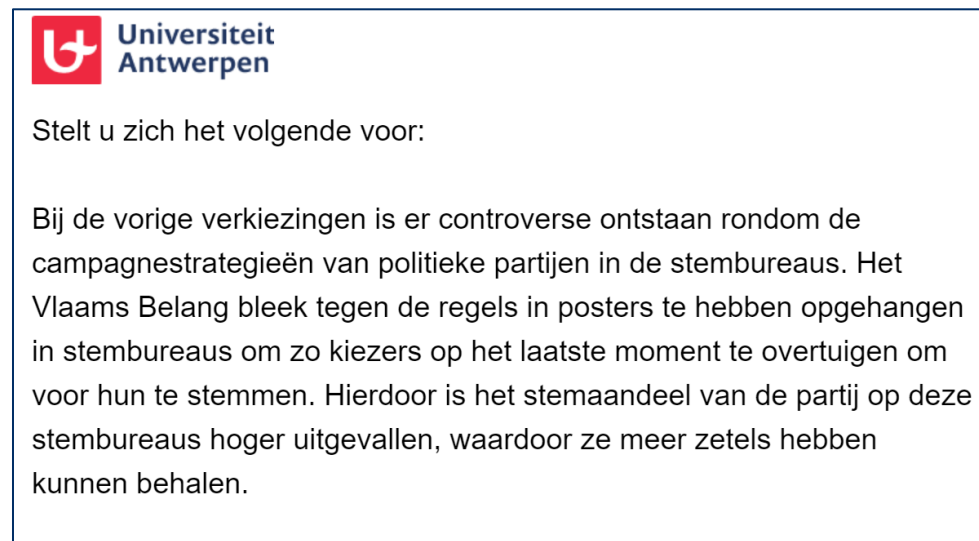 Universiteit
Antwerpen
Stelt u zich het volgende voor:
Bij de vorige verkiezingen is er controverse ontstaan rondom de
campagnestrategieën van politieke partijen in de stembureaus. Het
Vlaams Belang bleek tegen de regels in posters te hebben opgehangen
in stembureaus om zo kiezers op het laatste moment te overtuigen om
voor hun te stemmen. Hierdoor is het stemaandeel van de partij op deze
stembureaus hoger uitgevallen, waardoor ze meer zetels hebben
kunnen behalen.